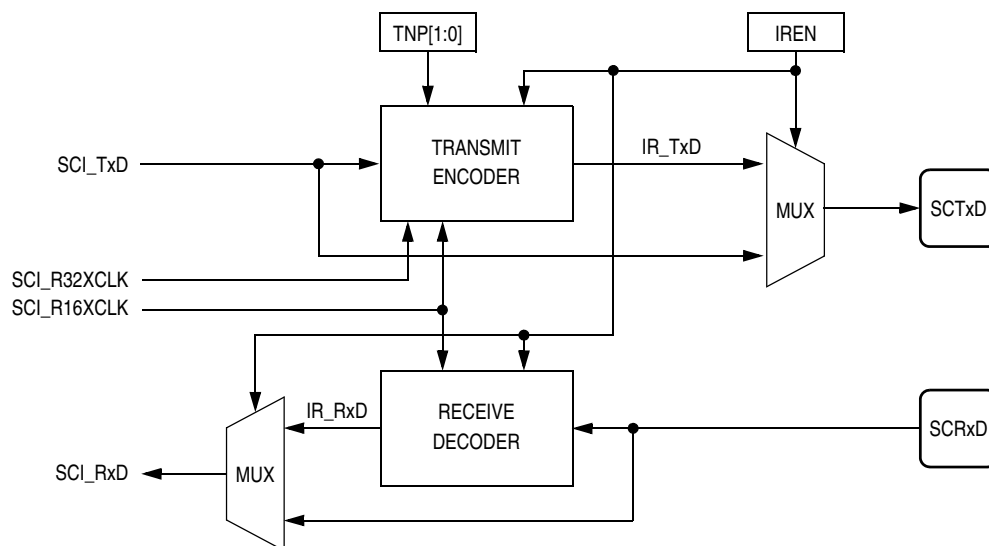 TNP[1:0]
IREN
TRANSMIT
ENCODER
IR_TxD
SCI_TxD
MUX
SCTxD
SCI_R32XCLK
SCI_R16XCLK
IR_RxD
RECEIVE
DECODER
SCRxD
SCI_RxD
MUX